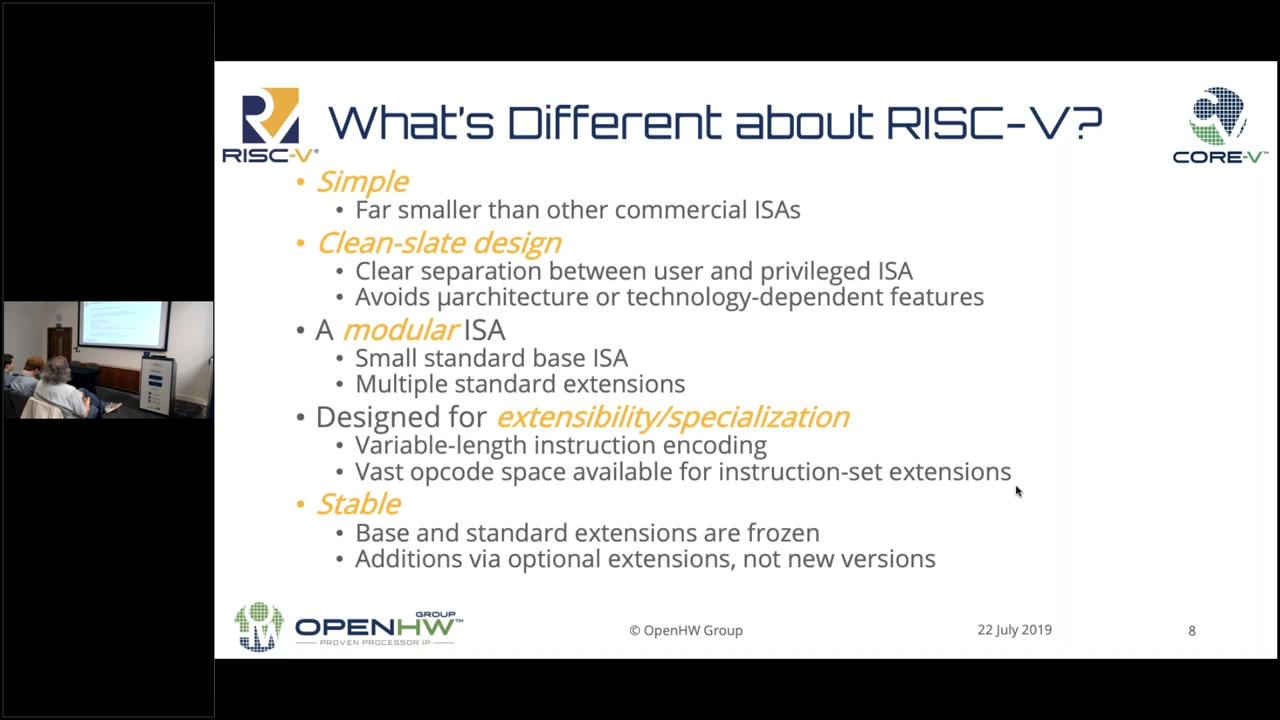 What's Different about RISC-V?
RISC-V®
CORE-V™
• Simple
• Far smaller than other commercial ISAs
• Clean-slate design
• Clear separation between user and privileged ISA
• Avoids µarchitecture or technology-dependent features
• A modular ISA
• Small standard base ISA
• Multiple standard extensions
• Designed for extensibility/specialization
• Variable-length instruction encoding
• Vast opcode space available for instruction-set extensions
• Stable
• Base and standard extensions are frozen
• Additions via optional extensions, not new versions
OPENHW GROUP™
PROVEN PROCESSOR IP
© OpenHW Group
22 July 2019
8